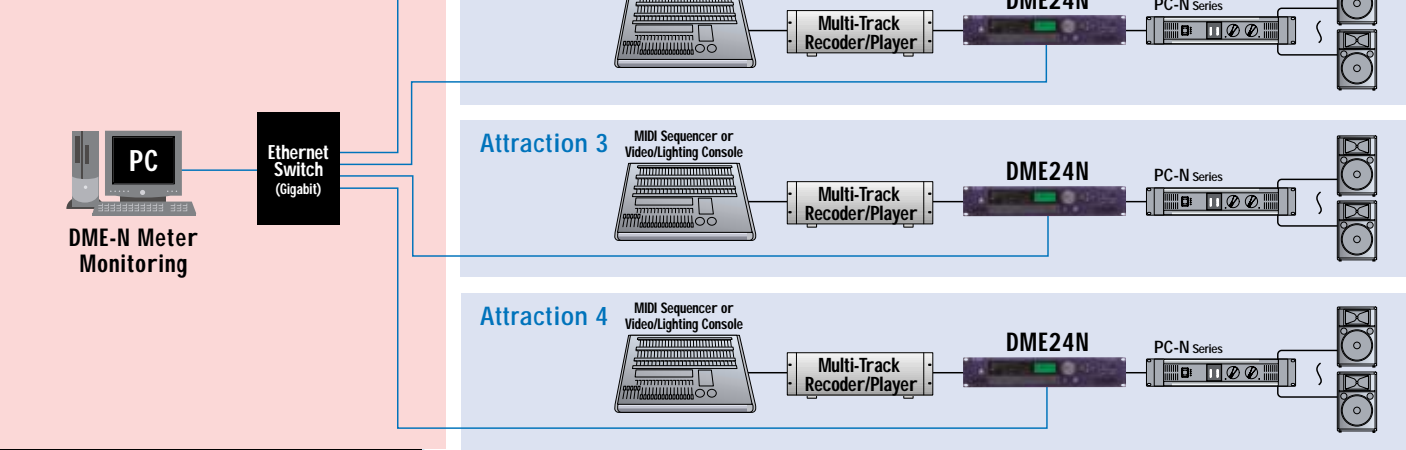 DME24N
PC-N Series
Multi-Track
Recoder/Player
PC
Ethernet
Switch
(Gigabit)
DME-N Meter
Monitoring
Attraction 3
MIDI Sequencer or
Video/Lighting Console
Multi-Track
Recoder/Player
DME24N
PC-N Series
Attraction 4
MIDI Sequencer or
Video/Lighting Console
Multi-Track
Recoder/Player
DME24N
PC-N Series